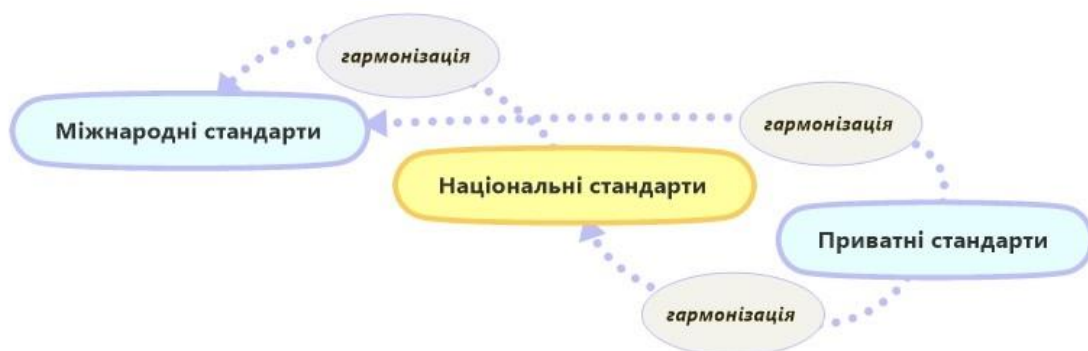 гармонізація
Міжнародні стандарти
гармонізація
Національні стандарти
Приватні стандарти
гармонізація